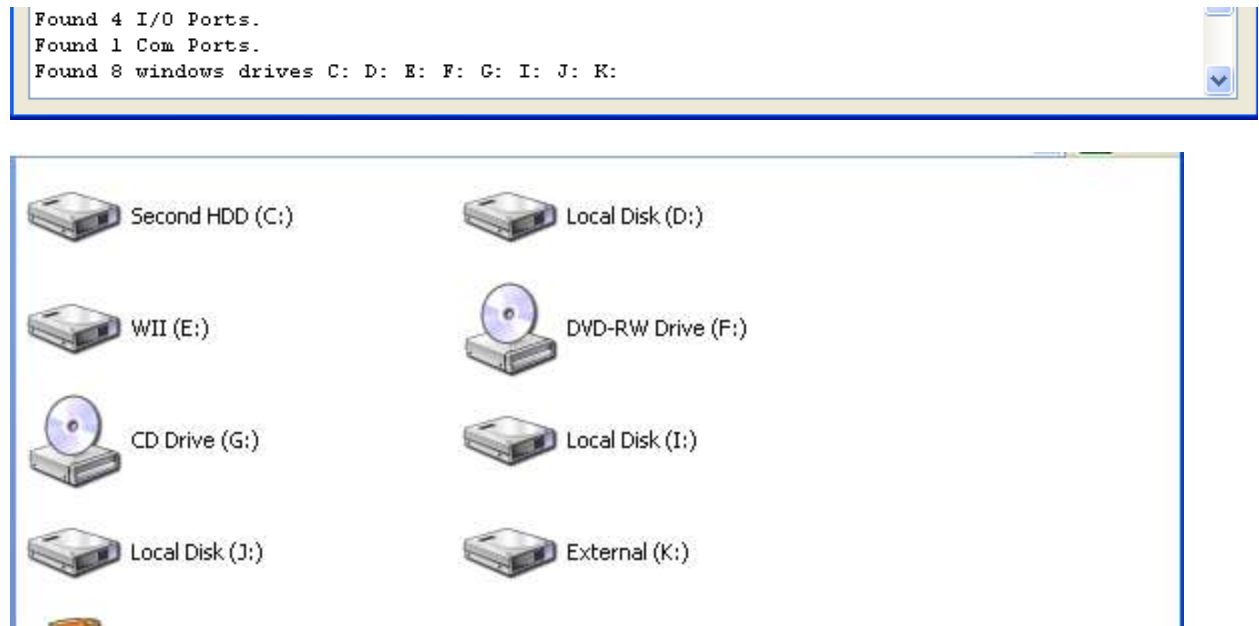 Found 4 I/O Ports.
Found 1 Com Ports.
Found 8 windows drives C: D: E: F: G: I: J: K:
Second HDD (C:)
Local Disk (D:)
WII (E:)
DVD-RW Drive (F:)
CD Drive (G:)
Local Disk (I:)
Local Disk (J:)
External (K:)